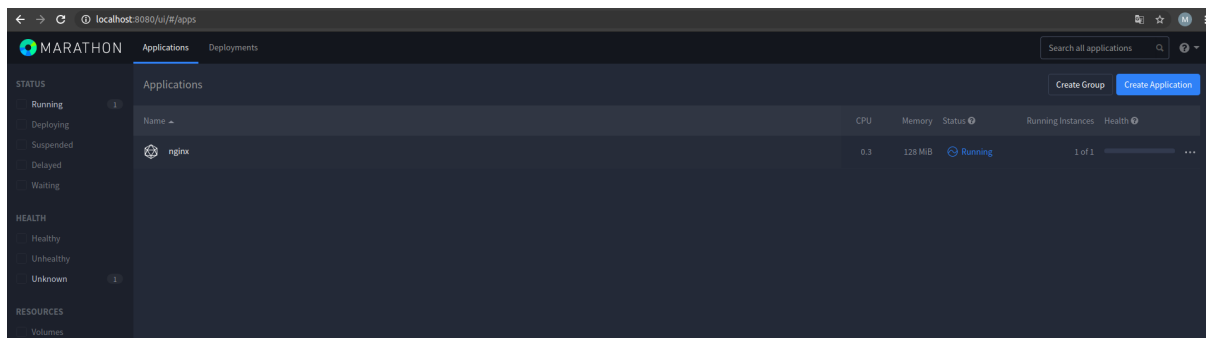 localhost:8080/ui/#/apps
M
MARATHON
Applications
Deployments
Search all applications
STATUS
Running 1
Deploying
Suspended
Delayed
Waiting
HEALTH
Healthy
Unhealthy
Unknown 1
RESOURCES
Volumes
Applications
Create Group
Create Application
Name CPU Memory Status Running Instances Health
nginx 0.3 128 MiB Running 1 of 1